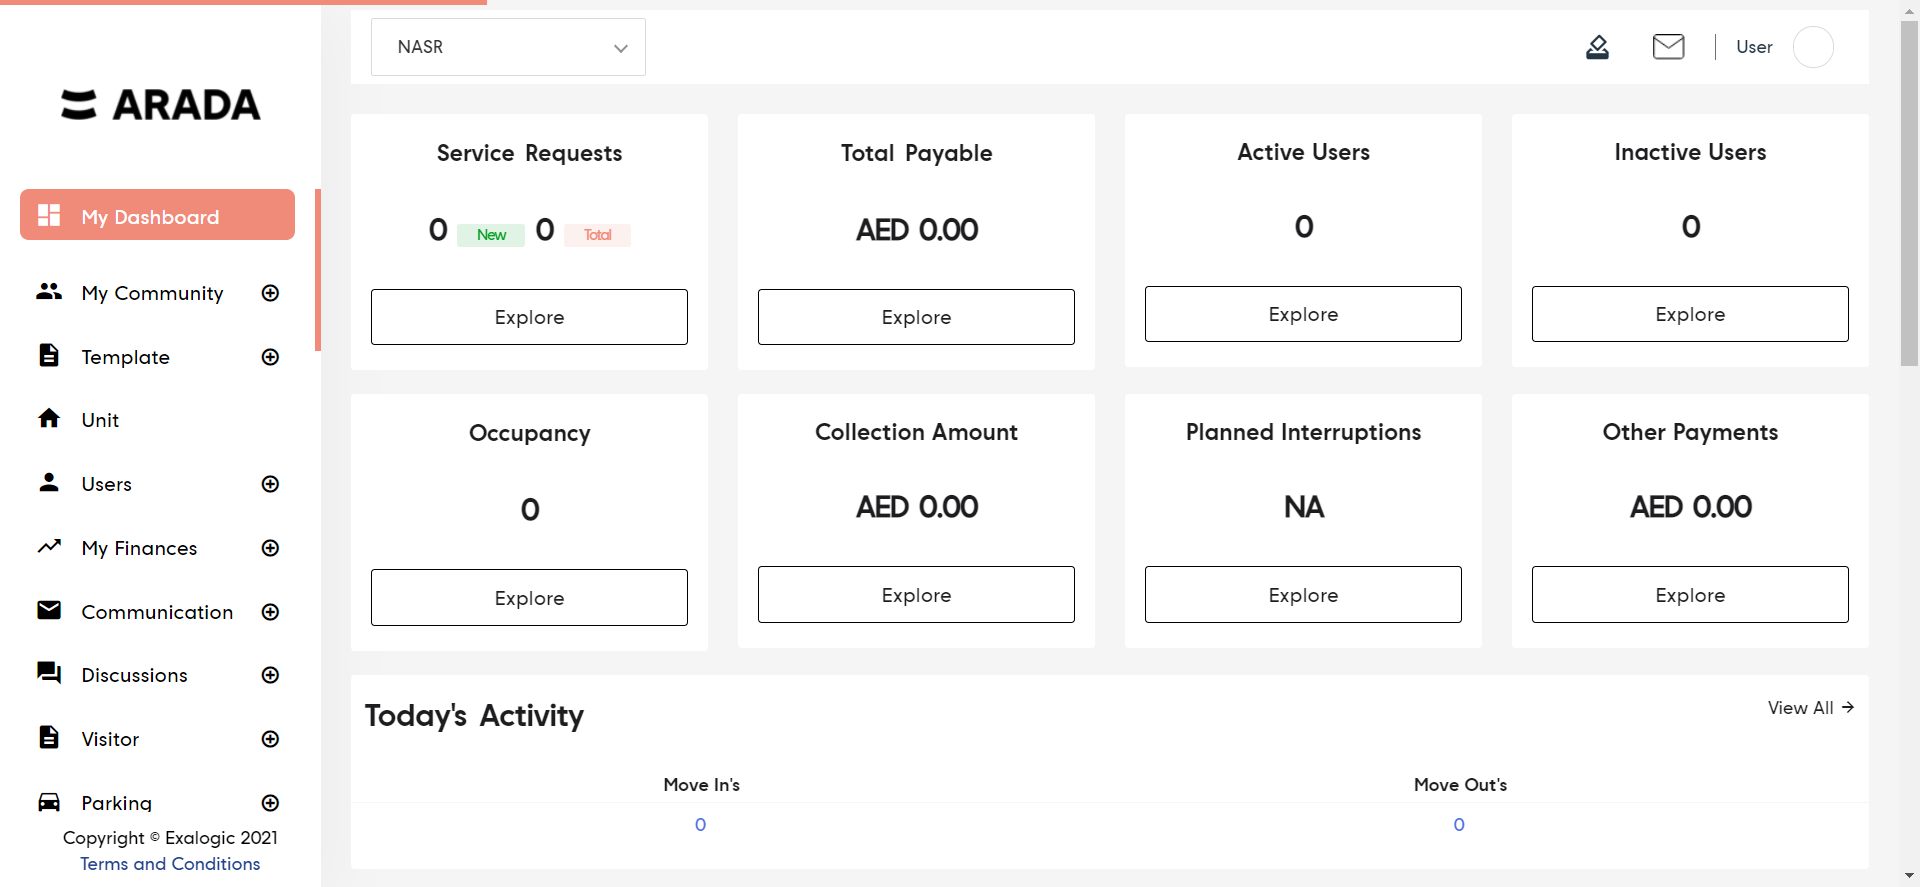 ARADA
My Dashboard
My Community
Template
Unit
Users
My Finances
Communication
Discussions
Visitor
Parking
Copyright © Exalogic 2021
Terms and Conditions
NASR
User
Service Requests
0 New 0 Total
Explore
Total Payable
AED 0.00
Explore
Active Users
0
Explore
Inactive Users
0
Explore
Occupancy
0
Explore
Collection Amount
AED 0.00
Explore
Planned Interruptions
NA
Explore
Other Payments
AED 0.00
Explore
Today's Activity
View All →
Move In's
0
Move Out's
0